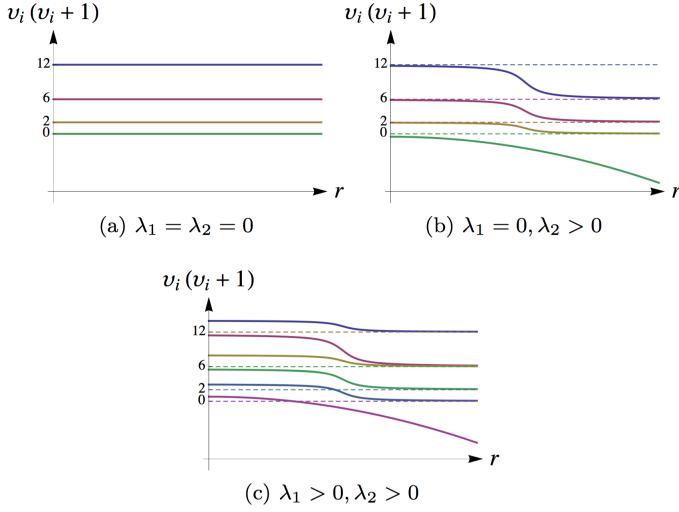 υᵢ(υᵢ+1)
12
6
2
0
r
(a) λ₁ = λ₂ = 0
υᵢ(υᵢ+1)
12
6
2
0
r
(b) λ₁ = 0, λ₂ > 0
υᵢ(υᵢ+1)
12
6
2
0
r
(c) λ₁ > 0, λ₂ > 0